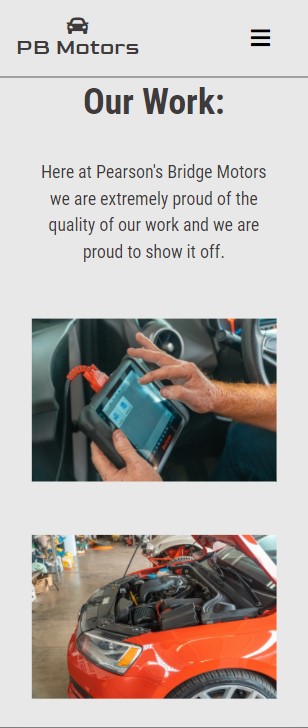 PB Motors
Our Work:
Here at Pearson's Bridge Motors
we are extremely proud of the
quality of our work and we are
proud to show it off.